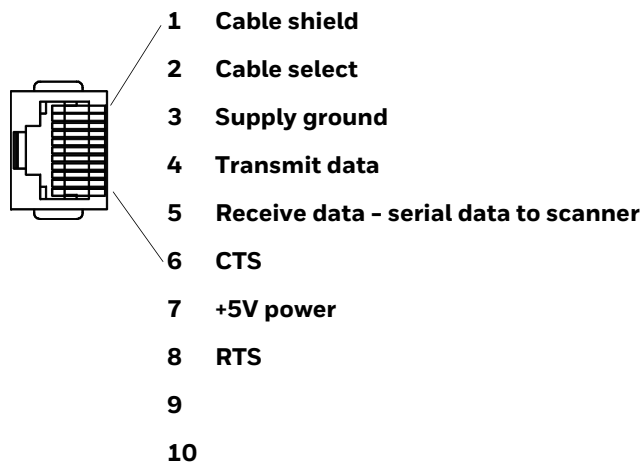 1 Cable shield
2 Cable select
3 Supply ground
4 Transmit data
5 Receive data - serial data to scanner
6 CTS
7 +5V power
8 RTS
9
10